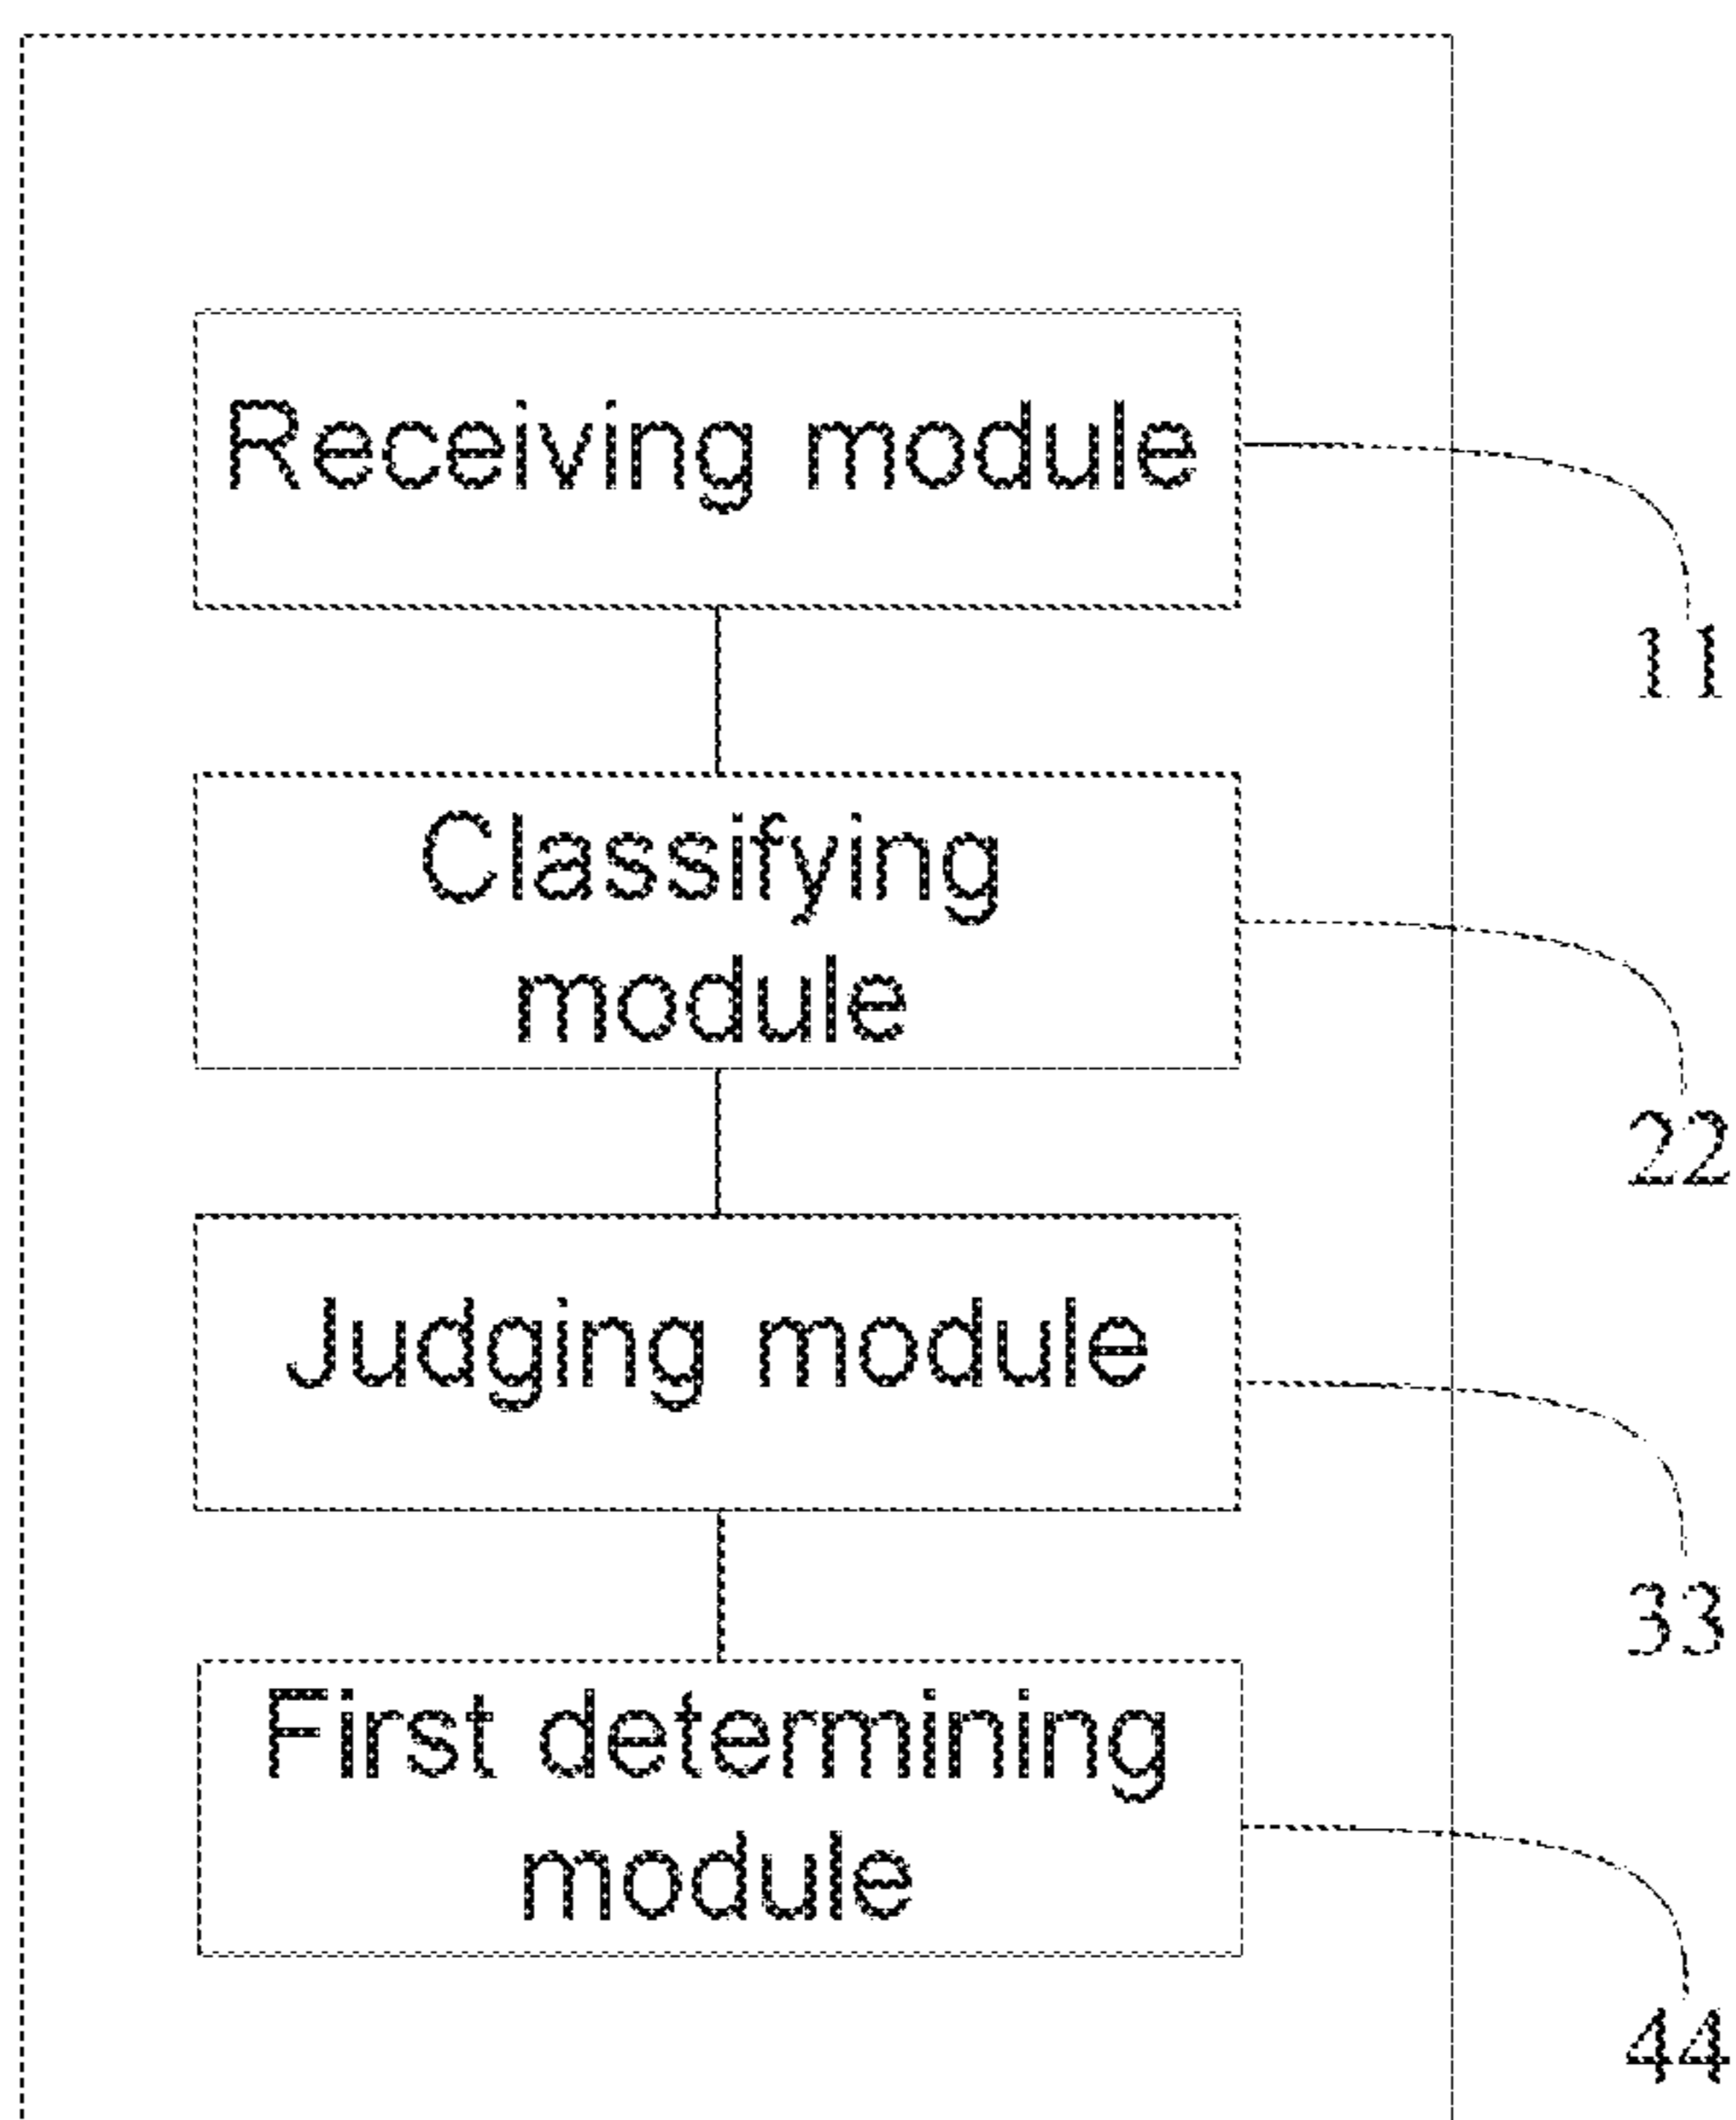 Receiving module
11
Classifying
module
22
Judging module
33
First determining
module
44